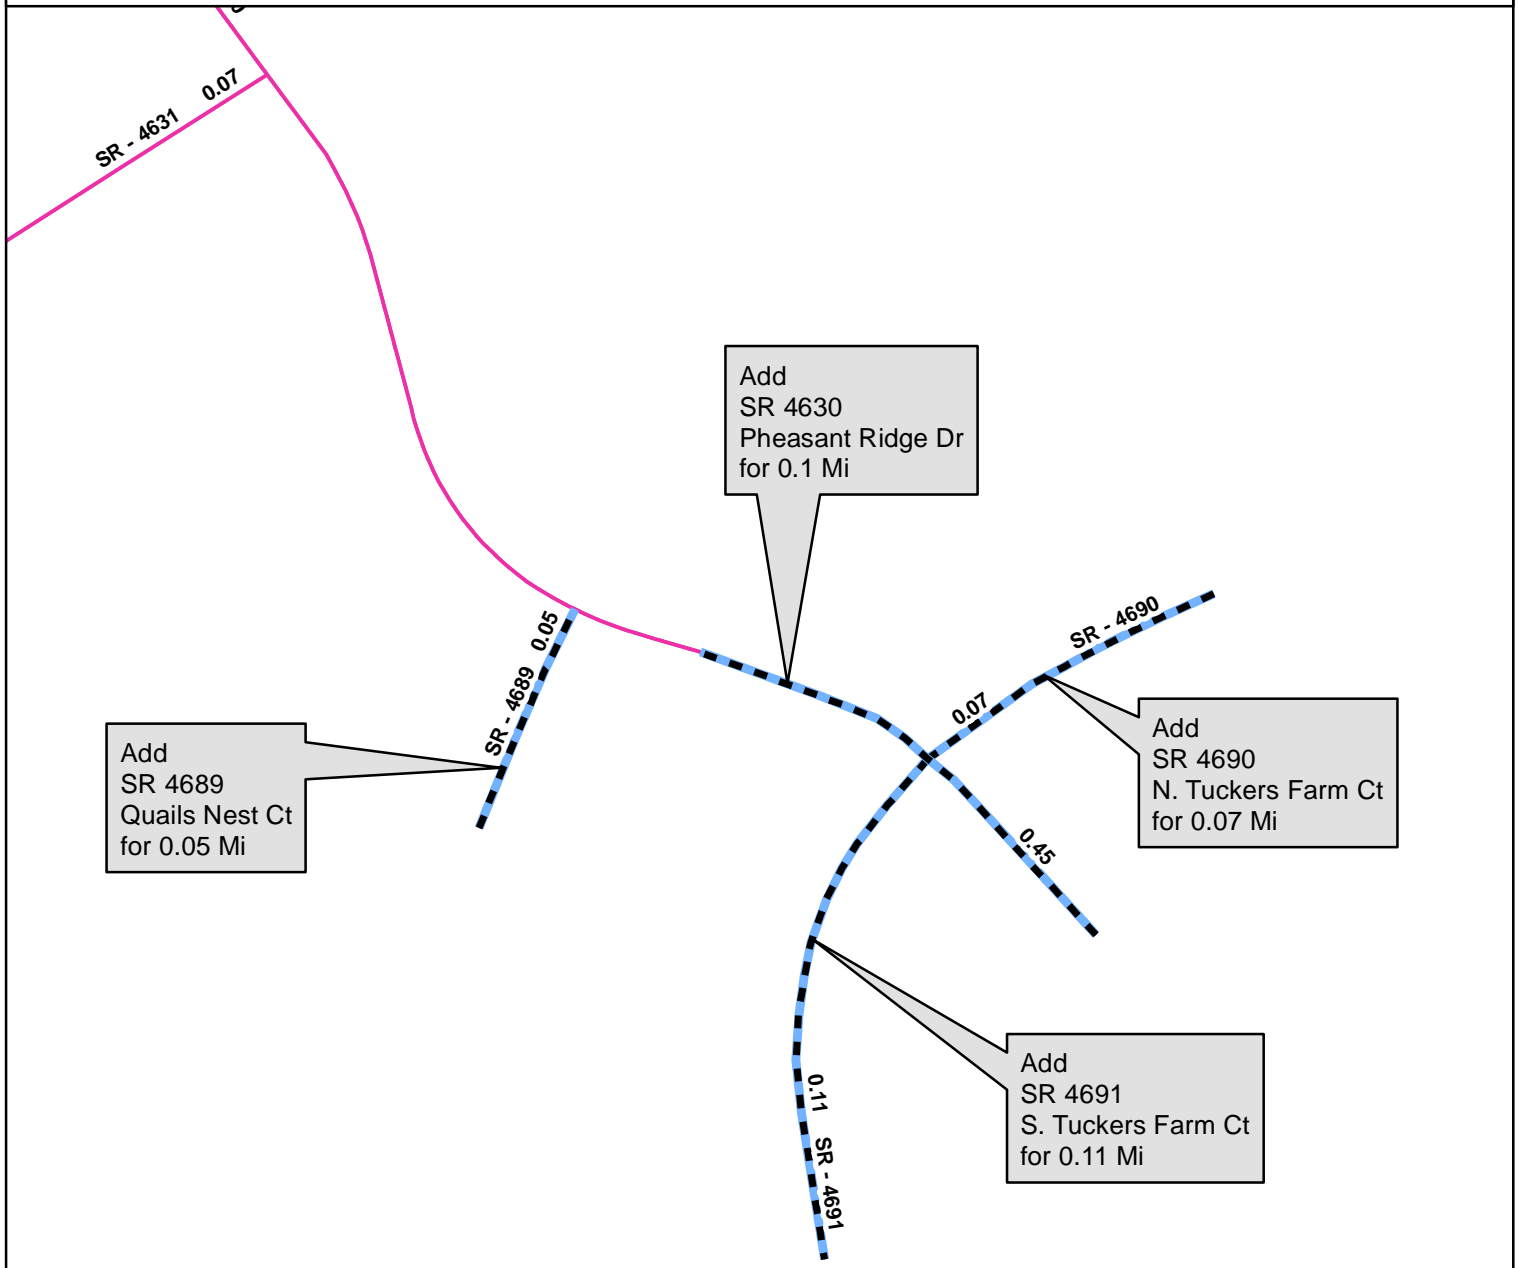 SR - 4631 0.07
Add
SR 4630
Pheasant Ridge Dr
for 0.1 Mi
SR - 4689 0.05
SR - 4690
0.07
Add
SR 4689
Quails Nest Ct
for 0.05 Mi
Add
SR 4690
N. Tuckers Farm Ct
for 0.07 Mi
0.45
Add
SR 4691
S. Tuckers Farm Ct
for 0.11 Mi
0.11 SR - 4691